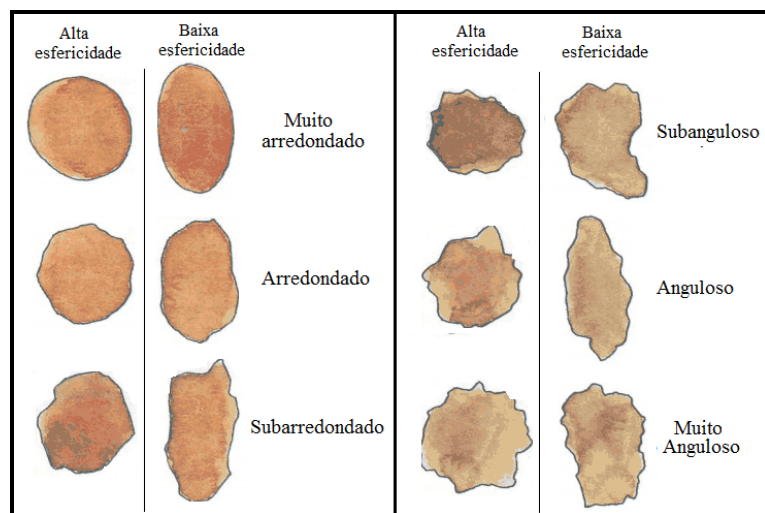 Alta
esfericidade
Baixa
esfericidade
Muito
arredondado
Arredondado
Subarredondado
Alta
esfericidade
Baixa
esfericidade
Subanguloso
Anguloso
Muito
Anguloso